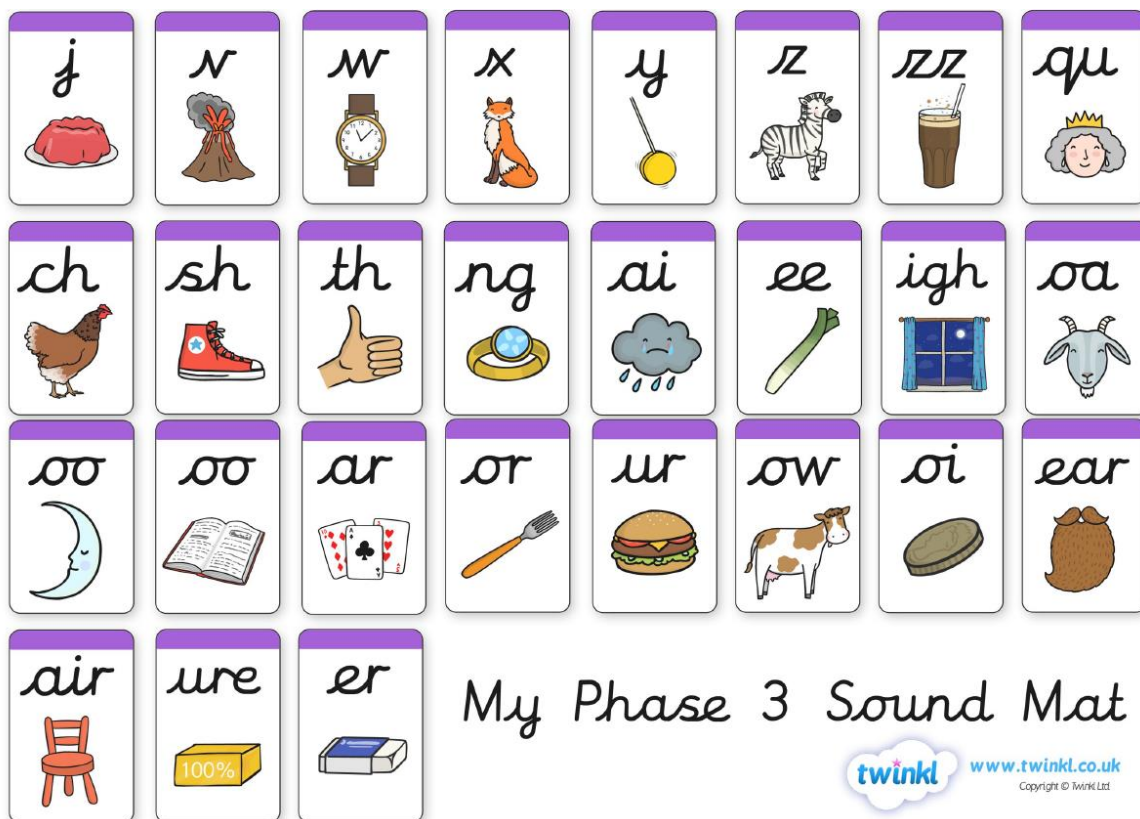 j v w x y z zz qu
ch sh th ng ai ee igh oa
oo oo ar or ur ow oi ear
air ure er
100%
My Phase 3 Sound Mat
twinkl www.twinkl.co.uk
Copyright © Twinkl Ltd